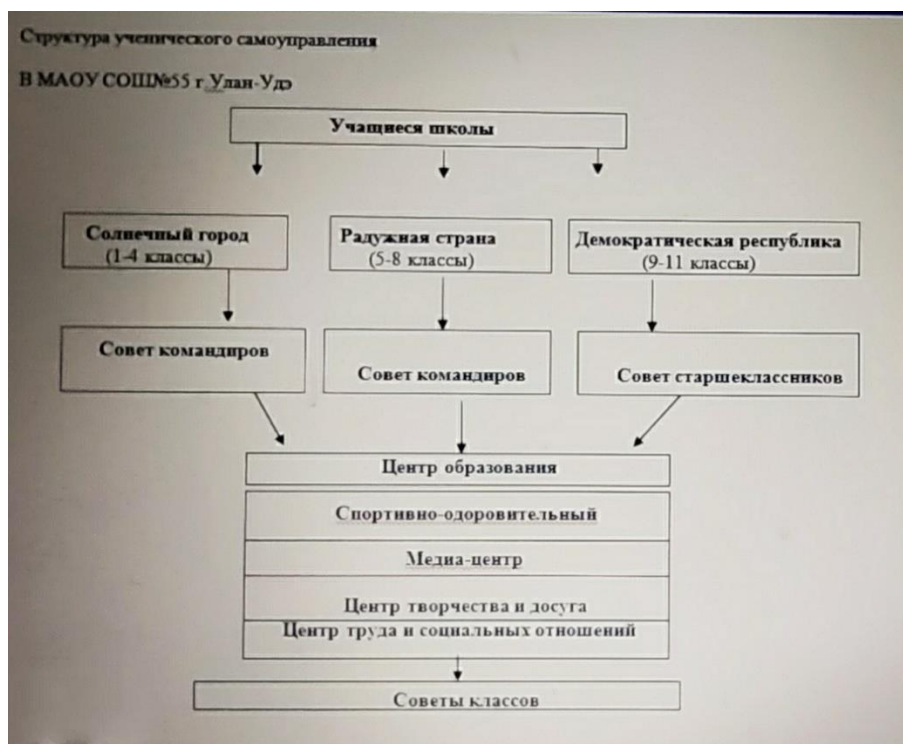 Структура ученического самоуправления
В МАОУ СОШ№55 г Улан-Удэ
Учащиеся школы
Солнечный город
(1-4 классы)
Радужная страна
(5-8 классы)
Демократическая республика
(9-11 классы)
Совет командиров
Совет командиров
Совет старшеклассников
Центр образования
Спортивно-одоровительный
Медиа-центр
Центр творчества и досуга
Центр труда и социальных отношений
Советы классов